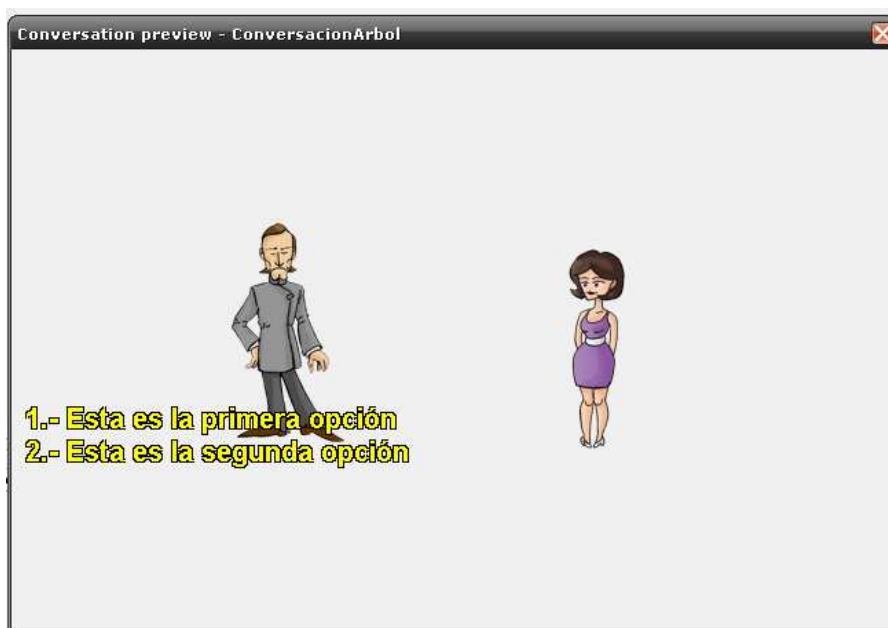 Conversation preview - ConversacionArbol
1.- Esta es la primera opción
2.- Esta es la segunda opción